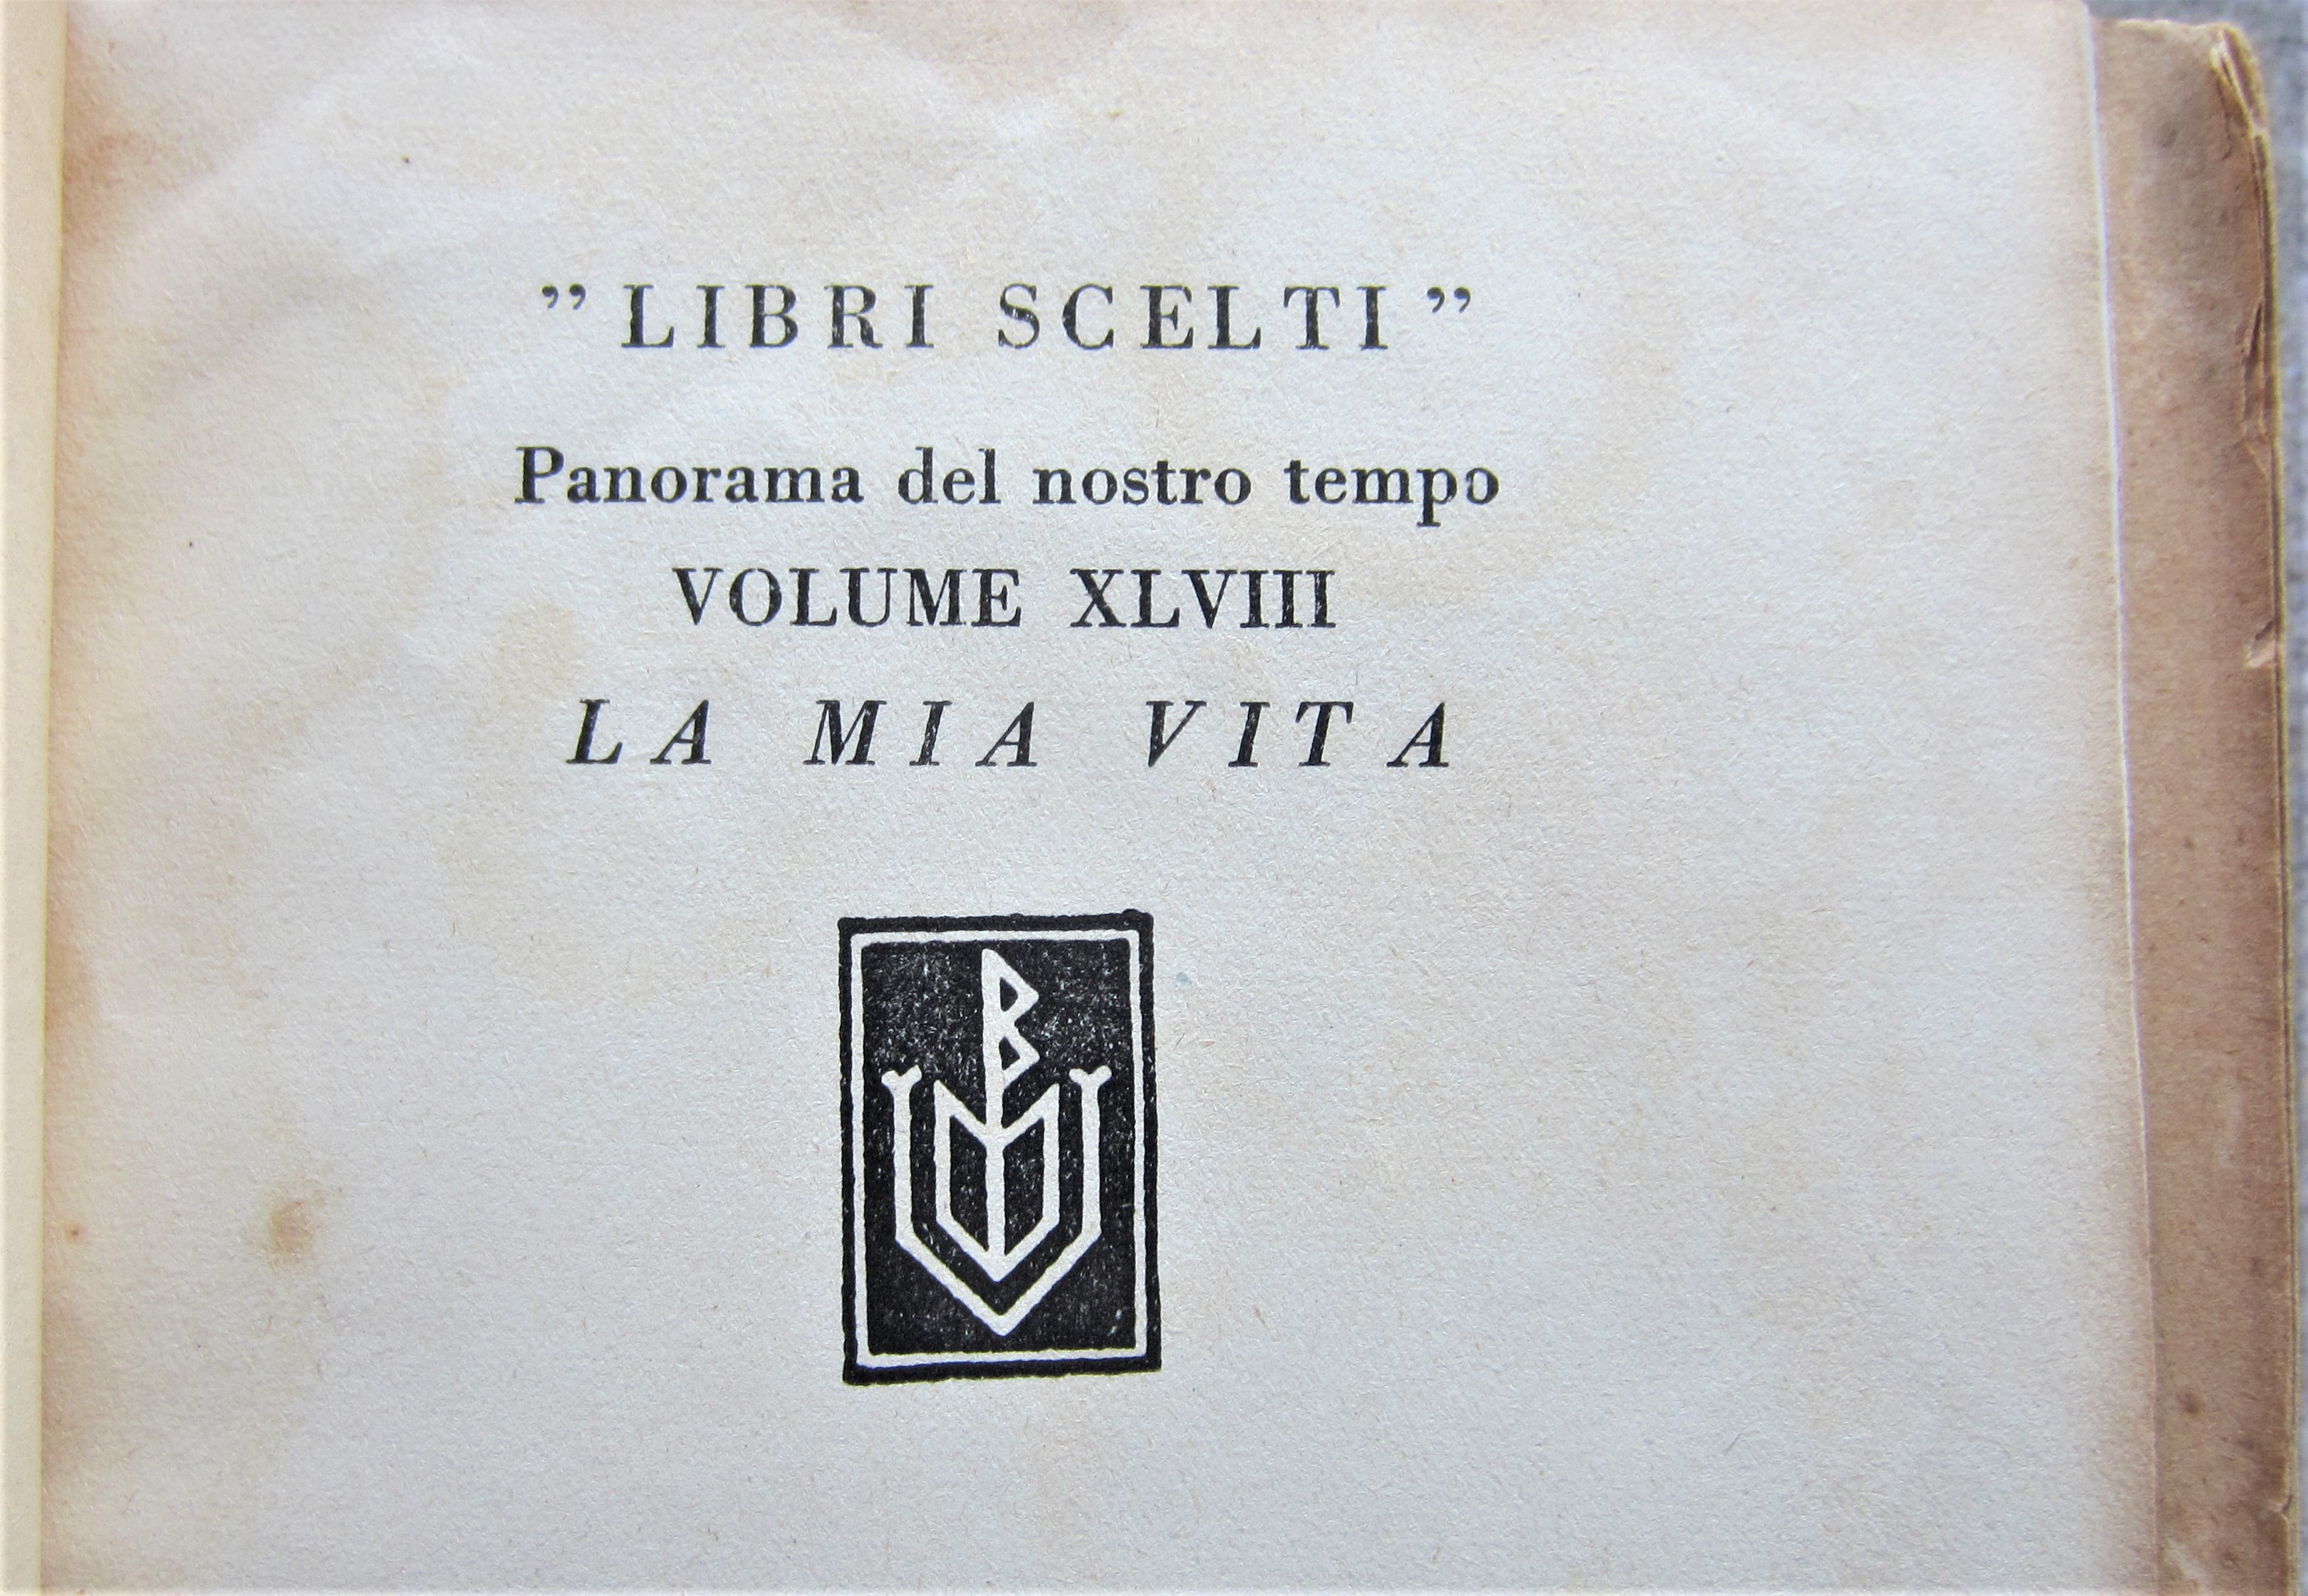 ”LIBRI SCELTI”
Panorama del nostro tempo
VOLUME XLVIII
LA MIA VITA